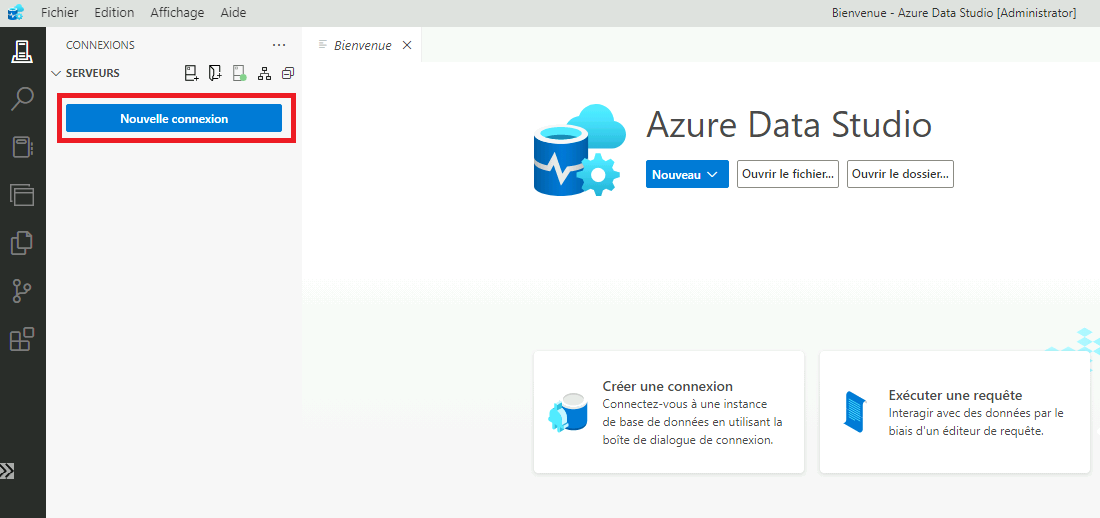 Fichier Edition Affichage Aide
Bienvenue - Azure Data Studio [Administrator]
CONNEXIONS
SERVEURS
Nouvelle connexion
Bienvenue
Azure Data Studio
Nouveau
Ouvrir le fichier...
Ouvrir le dossier...
Créer une connexion
Connectez-vous à une instance
de base de données en utilisant la
boîte de dialogue de connexion.
Exécuter une requête
Interagir avec des données par le
biais d'un éditeur de requête.